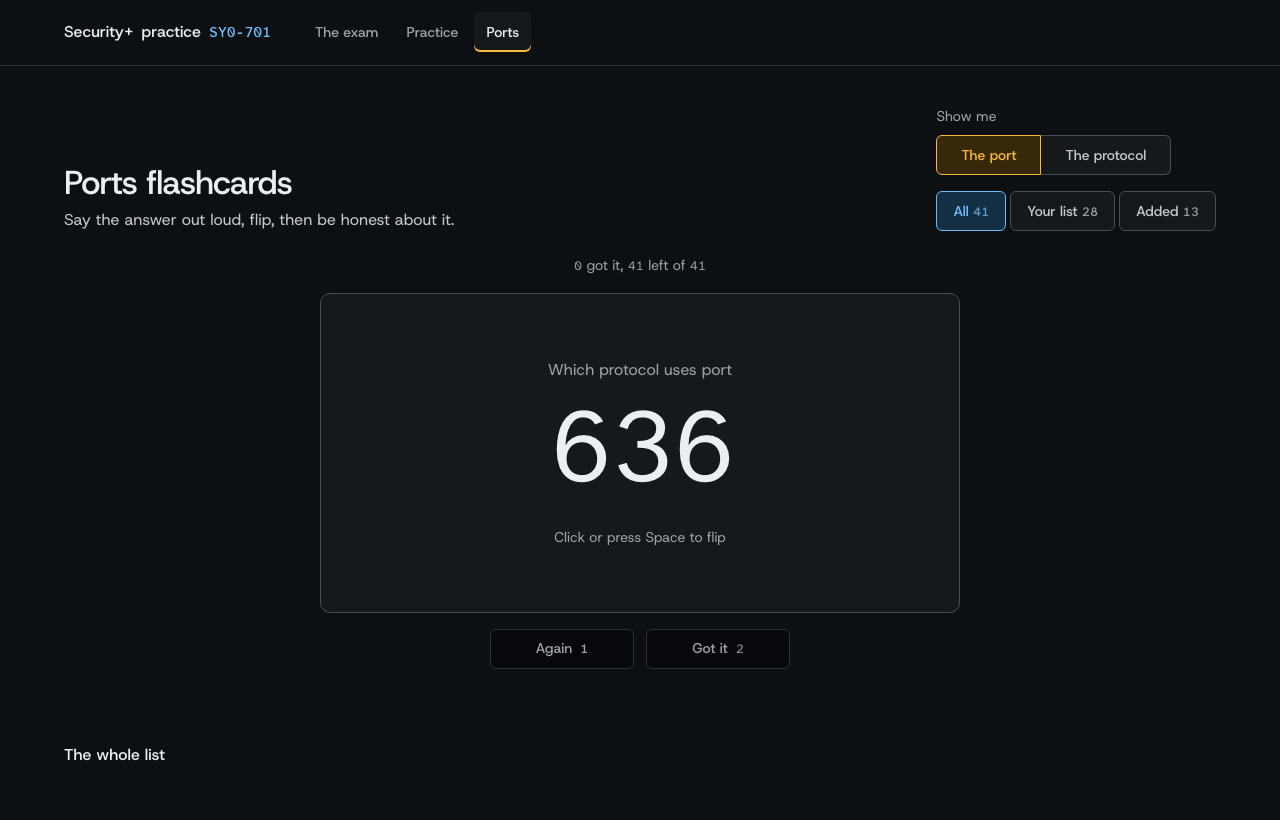 Security+ practice SY0-701
The exam
Practice
Ports
Show me
The port
The protocol
Ports flashcards
Say the answer out loud, flip, then be honest about it.
All 41
Your list 28
Added 13
0 got it, 41 left of 41
Which protocol uses port
636
Click or press Space to flip
Again 1
Got it 2
The whole list